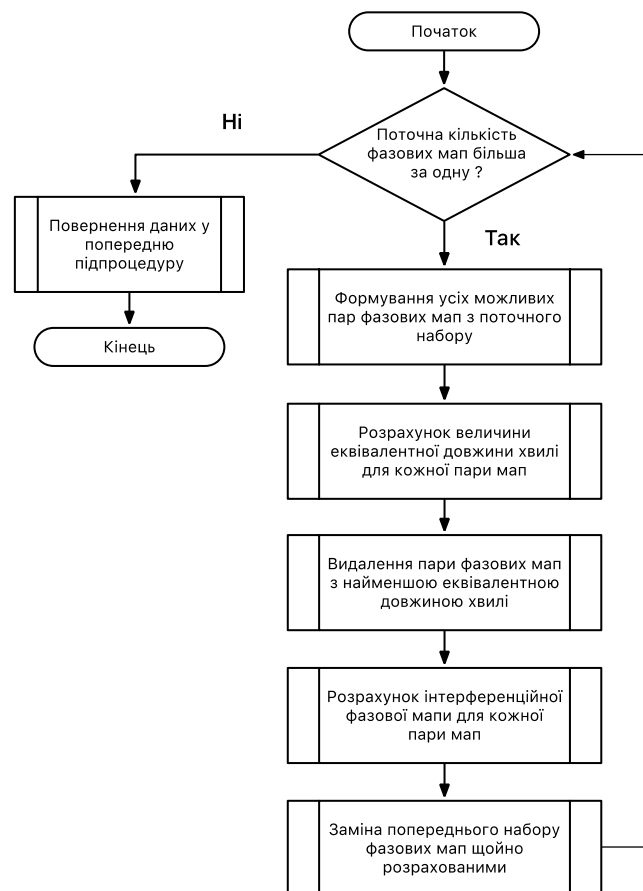 Початок
Поточна кількість
фазових мап більша
за одну ?
Ні
Так
Повернення даних у
попередню
підпроцедуру
Кінець
Формування усіх можливих
пар фазових мап з поточного
набору
Розрахунок величини
еквівалентної довжини хвилі
для кожної пари мап
Видалення пари фазових мап
з найменшою еквівалентною
довжиною хвилі
Розрахунок інтерференційної
фазової мапи для кожної
пари мап
Заміна попереднього набору
фазових мап щойно
розрахованими